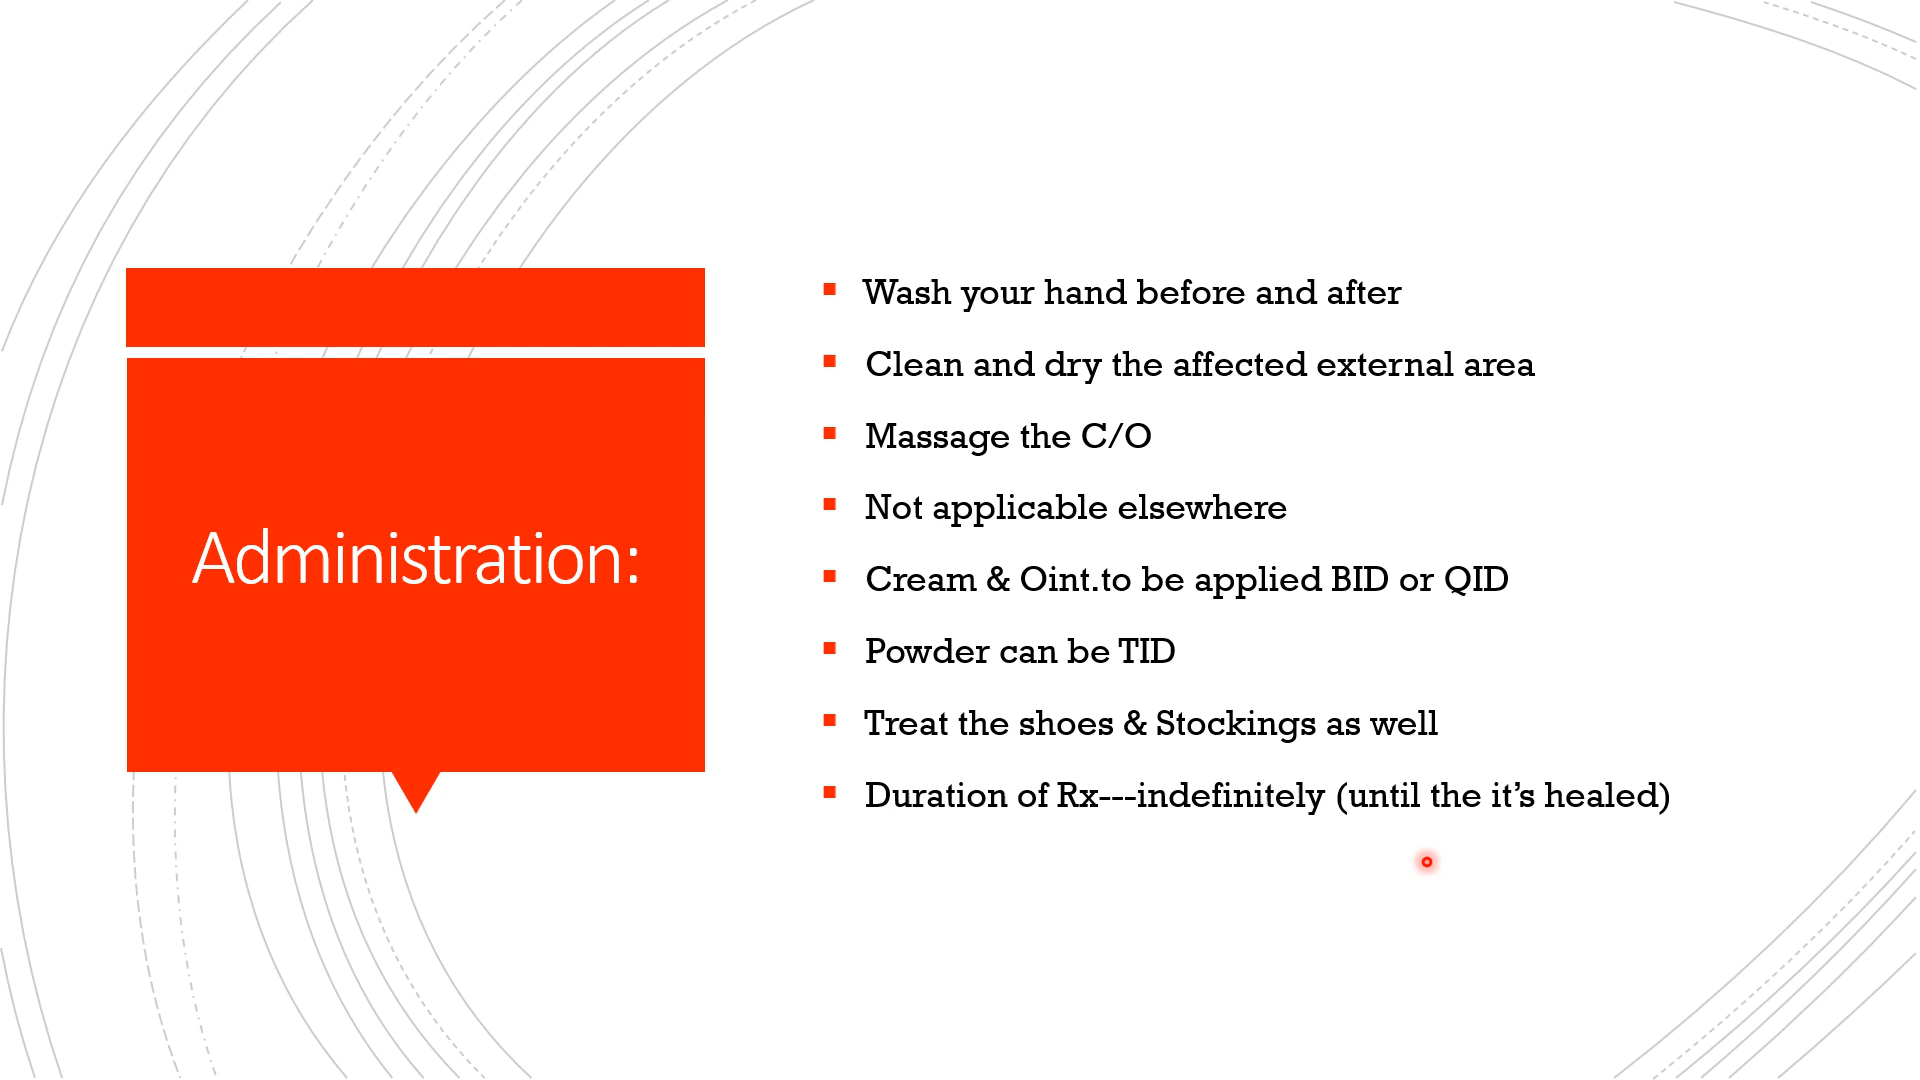 Administration:
Wash your hand before and after
Clean and dry the affected external area
Massage the C/O
Not applicable elsewhere
Cream & Oint.to be applied BID or QID
Powder can be TID
Treat the shoes & Stockings as well
Duration of Rx---indefinitely (until the it’s healed)